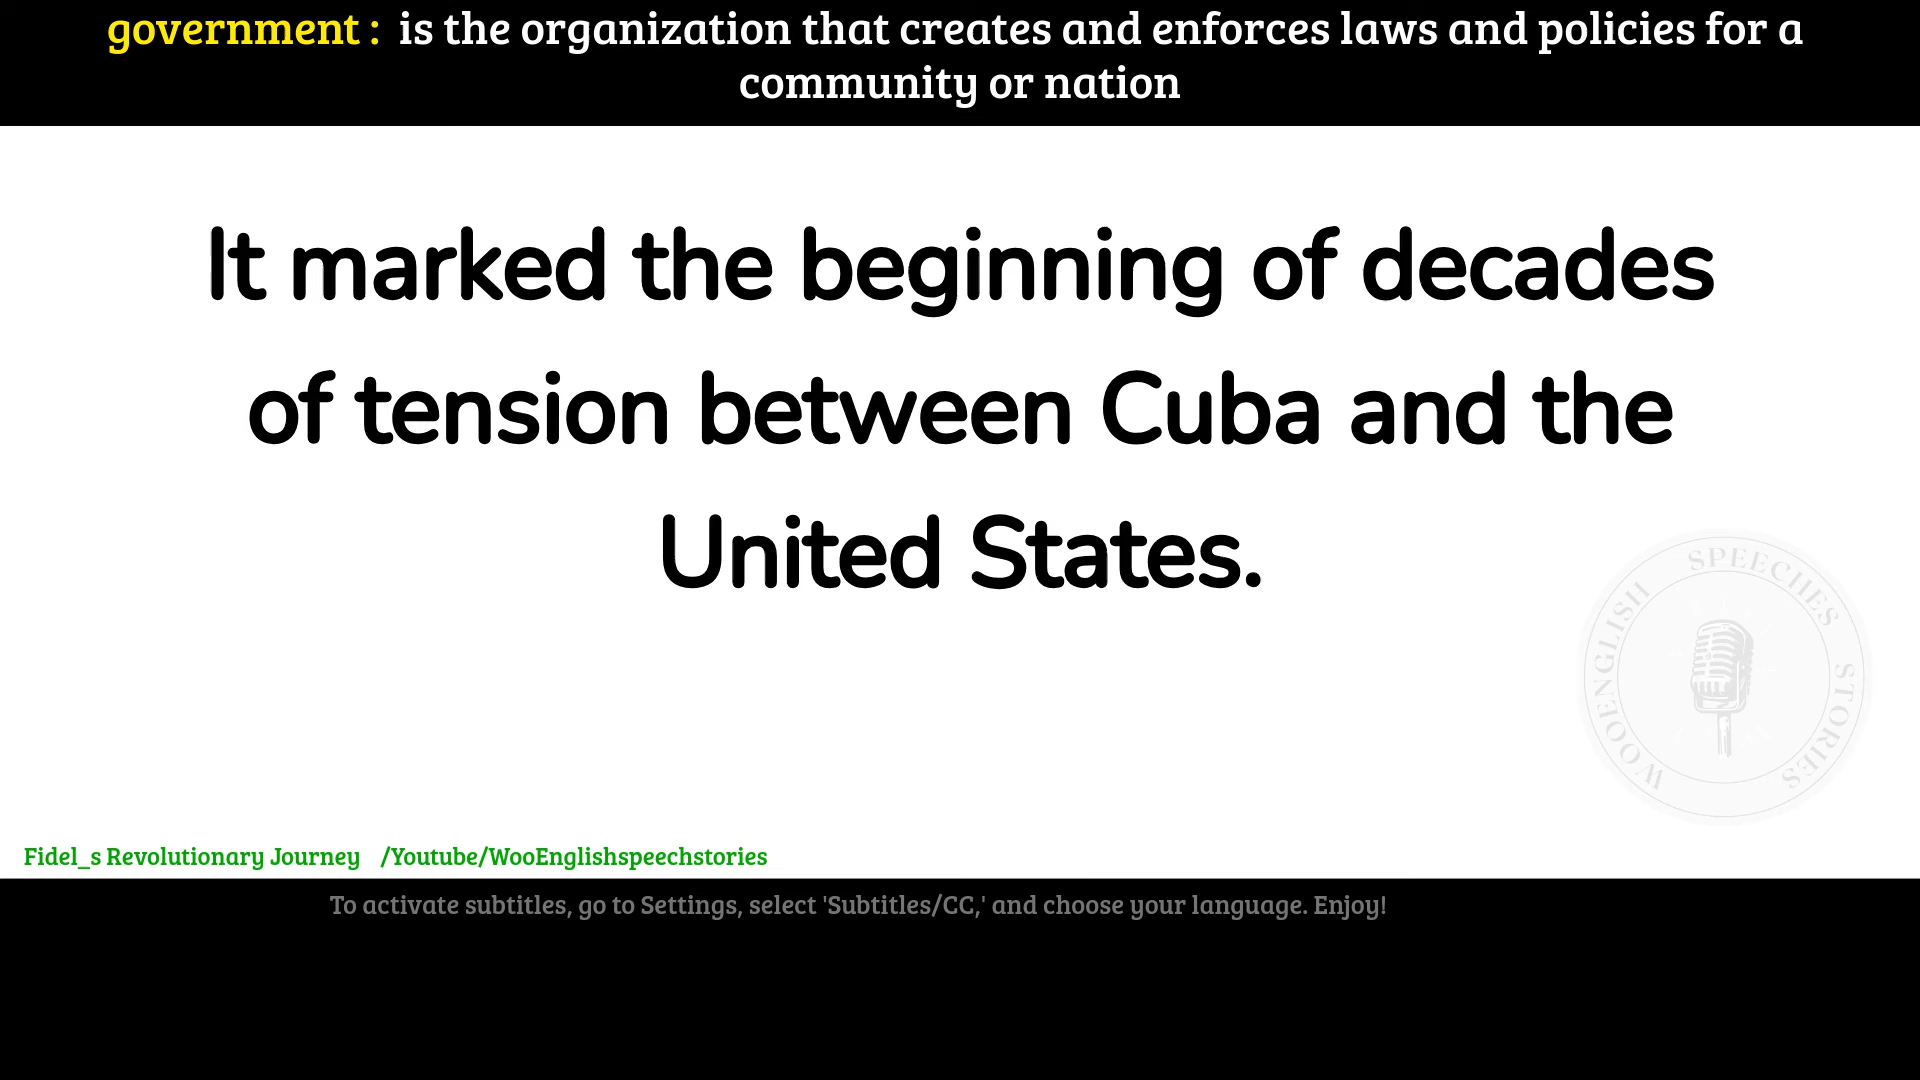 government :  is the organization that creates and enforces laws and policies for a
community or nation
It marked the beginning of decades
of tension between Cuba and the
United States.
WOOENGLISH SPEECHES STORIES
Fidel_s Revolutionary Journey /Youtube/WooEnglishspeechstories
To activate subtitles, go to Settings, select 'Subtitles/CC,' and choose your language. Enjoy!